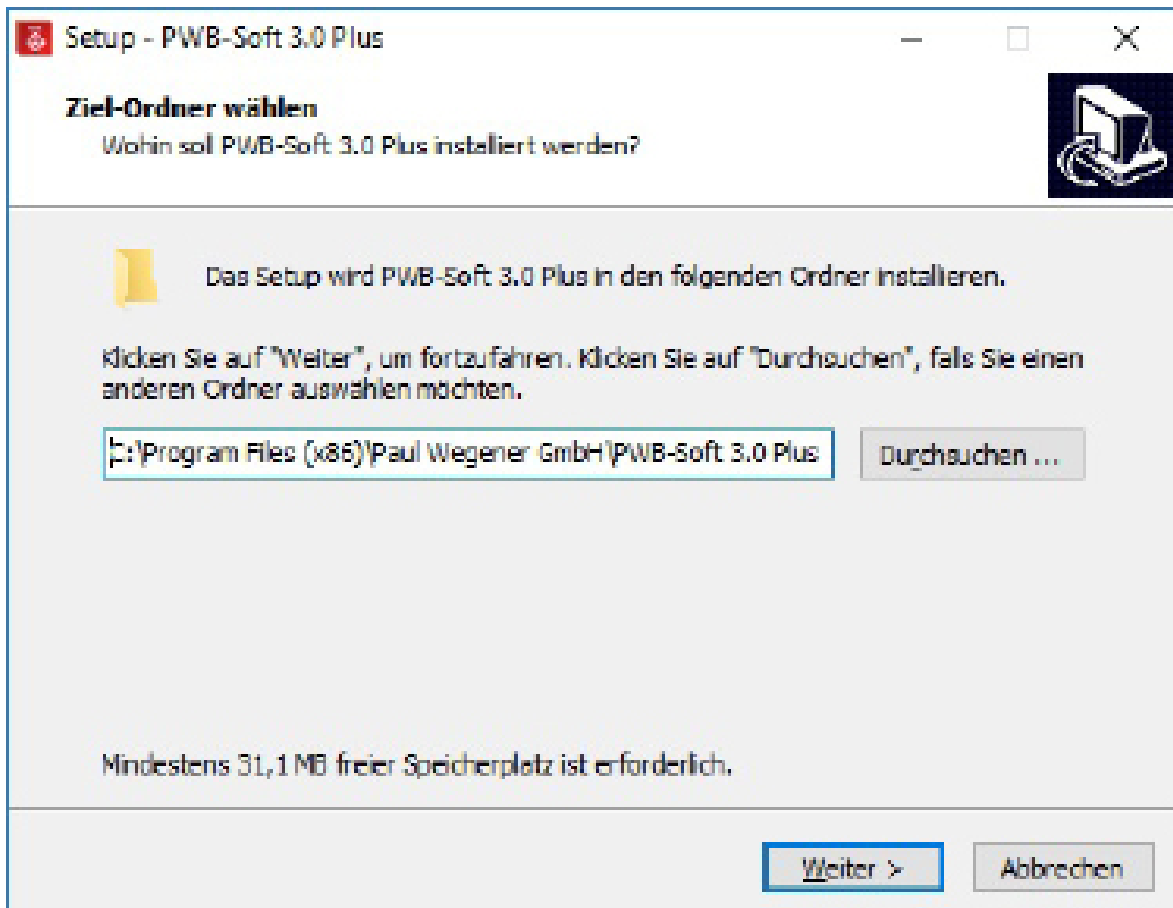 Setup - PWB-Soft 3.0 Plus
Ziel-Ordner wählen
Wohin soll PWB-Soft 3.0 Plus installiert werden?
Das Setup wird PWB-Soft 3.0 Plus in den folgenden Ordner installieren.
Klicken Sie auf "Weiter", um fortzufahren. Klicken Sie auf "Durchsuchen", falls Sie einen
anderen Ordner auswählen möchten.
C:\Program Files (x86)\Paul Wegener GmbH\PWB-Soft 3.0 Plus
Durchsuchen ...
Mindestens 31,1 MB freier Speicherplatz ist erforderlich.
Weiter >
Abbrechen